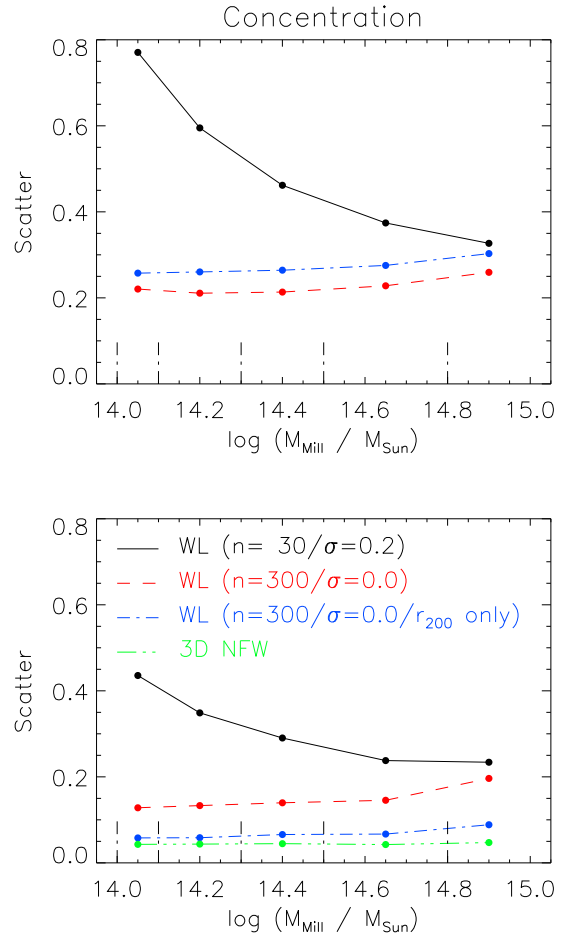 Concentration
0.8
0.6
0.4
0.2
0.0
Scatter
14.0 14.2 14.4 14.6 14.8 15.0
log (M_Mill / M_Sun)
0.8
0.6
0.4
0.2
0.0
Scatter
WL (n= 30/σ=0.2)
WL (n=300/σ=0.0)
WL (n=300/σ=0.0/r_200 only)
3D NFW
14.0 14.2 14.4 14.6 14.8 15.0
log (M_Mill / M_Sun)